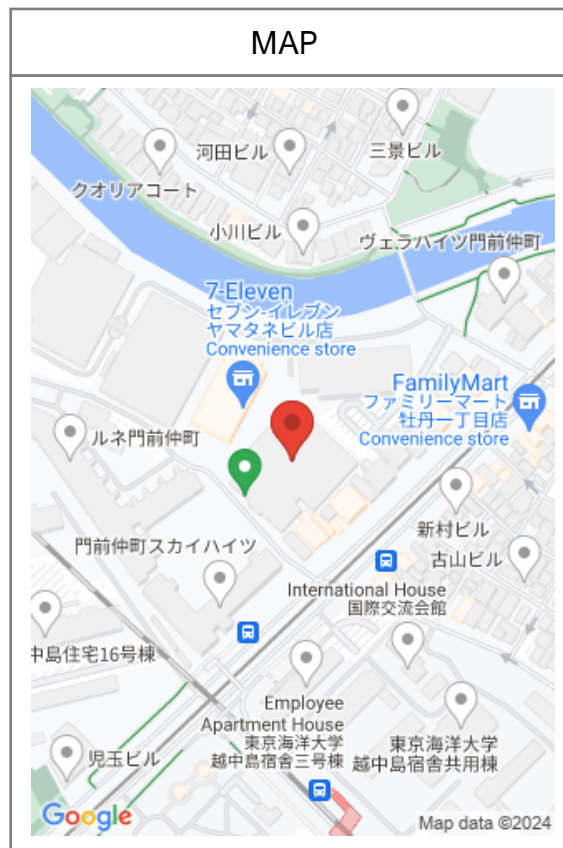 MAP
三景ビル
河田ビル
クオリアコート
小川ビル
ヴェラハイツ門前仲町
7-Eleven
セブン-イレブン
ヤマタネビル店
Convenience store
FamilyMart
ファミリーマート
牡丹一丁目店
Convenience store
ルネ門前仲町
新村ビル
門前仲町スカイハイツ
古山ビル
International House
国際交流会館
中島住宅16号棟
Employee
Apartment House
東京海洋大学
越中島宿舎三号棟
東京海洋大学
越中島宿舎共用棟
児玉ビル
Google
Map data ©2024